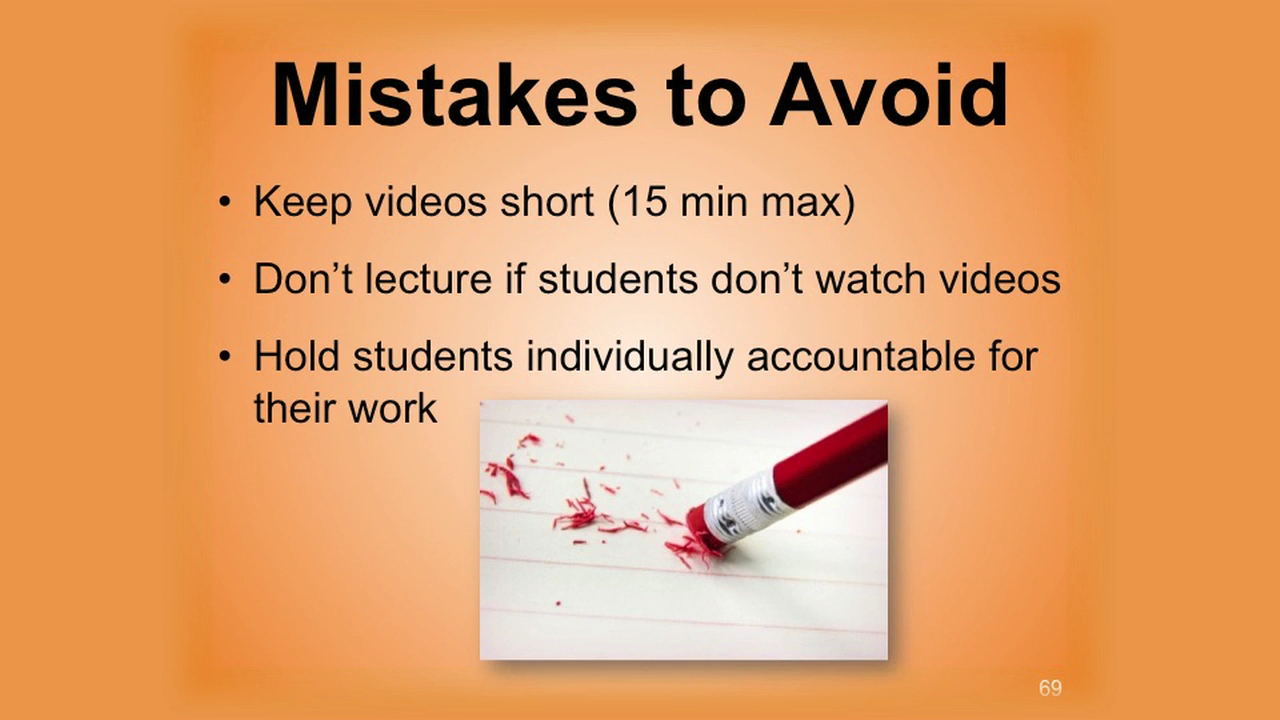 Mistakes to Avoid
• Keep videos short (15 min max)
• Don’t lecture if students don’t watch videos
• Hold students individually accountable for
their work
69